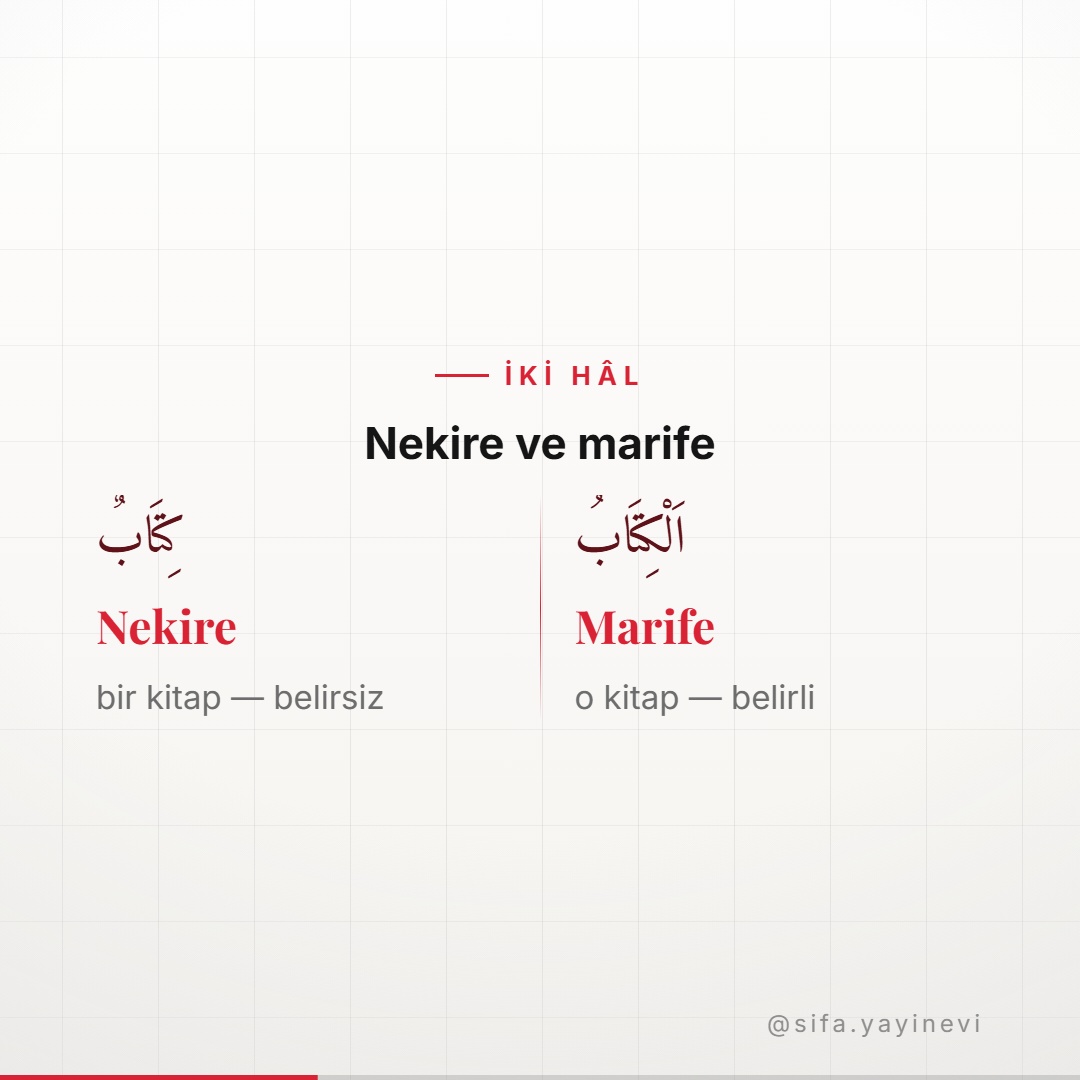 İKİ HÂL
Nekire ve marife
كِتَابٌ
Nekire
bir kitap — belirsiz
اَلْكِتَابُ
Marife
o kitap — belirli
@sifa.yayinevi